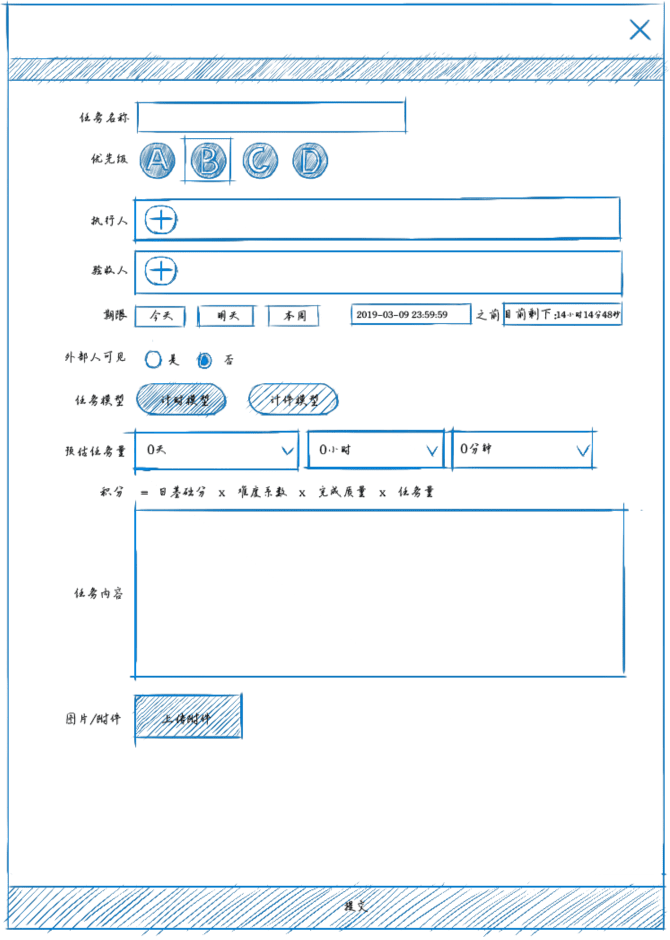 任务名称
优先级 A B C D
执行人
验收人
期限 今天 明天 本周 2019-03-09 23:59:59 之前 目前剩下:14小时14分48秒
外部人可见 是 否
任务模型 计时模型 计件模型
预估任务量 0天 0小时 0分钟
积分 = 日基础分 x 难度系数 x 完成质量 x 任务量
任务内容
图片/附件 上传附件
提交